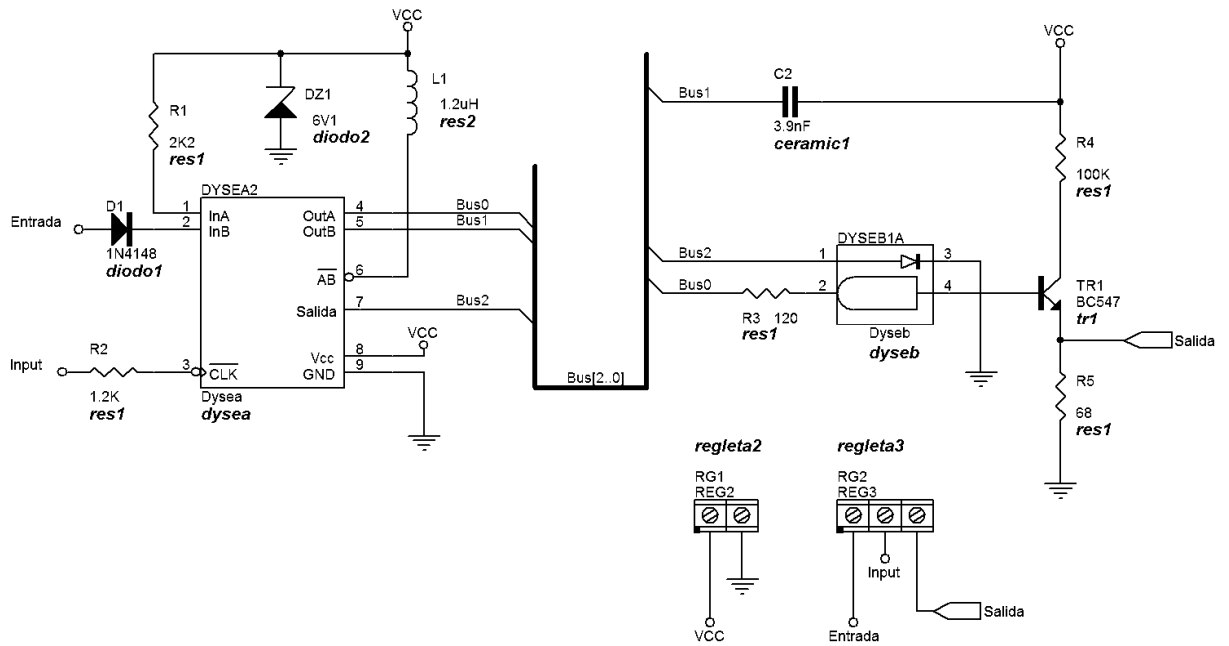 VCC
R1
2K2
res1
DZ1
6V1
diodo2
L1
1.2uH
res2
DYSEA2
Entrada
D1
1N4148
diodo1
1
2
InA
InB
OutA
OutB
4
5
Bus0
Bus1
AB
6
Salida
7
Bus2
Input
R2
1.2K
res1
3
CLK
Vcc
GND
8
9
VCC
Dysea
dysea
Bus[2..0]
Bus1
C2
3.9nF
ceramic1
VCC
R4
100K
res1
DYSEB1A
Bus2
1
3
Bus0
R3
120
res1
2
4
Dyseb
dyseb
TR1
BC547
tr1
Salida
R5
68
res1
regleta2
RG1
REG2
VCC
regleta3
RG2
REG3
Input
Entrada
Salida